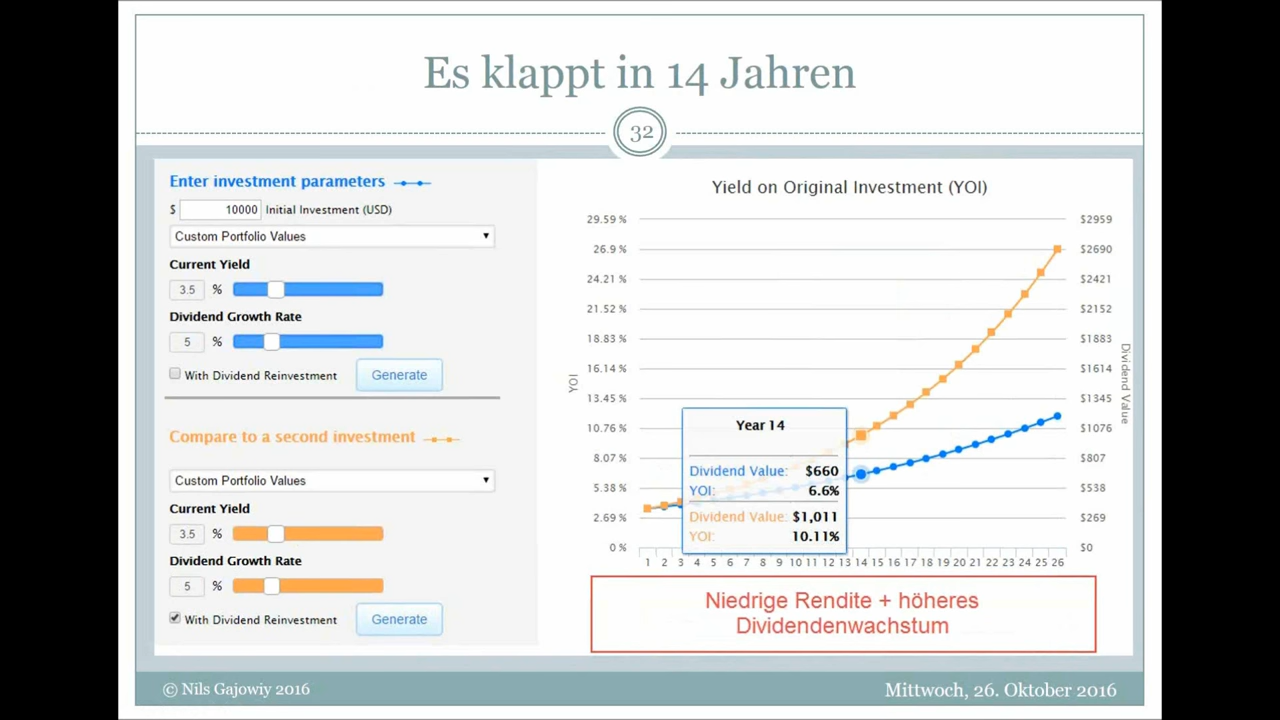 Es klappt in 14 Jahren
32
Enter investment parameters
$ 10000 Initial Investment (USD)
Custom Portfolio Values
Current Yield
3.5 %
Dividend Growth Rate
5 %
With Dividend Reinvestment
Generate
Compare to a second investment
Custom Portfolio Values
Current Yield
3.5 %
Dividend Growth Rate
5 %
With Dividend Reinvestment
Generate
Yield on Original Investment (YOI)
29.59 % $2959
26.9 % $2690
24.21 % $2421
21.52 % $2152
18.83 % $1883
16.14 % $1614
13.45 % $1345
10.76 % $1076
8.07 % $807
5.38 % $538
2.69 % $269
0 % $0
YOI
Dividend Value
1 2 3 4 5 6 7 8 9 10 11 12 13 14 15 16 17 18 19 20 21 22 23 24 25 26
Year 14
Dividend Value: $660
YOI: 6.6%
Dividend Value: $1,011
YOI: 10.11%
Niedrige Rendite + höheres
Dividendenwachstum
© Nils Gajowiy 2016
Mittwoch, 26. Oktober 2016